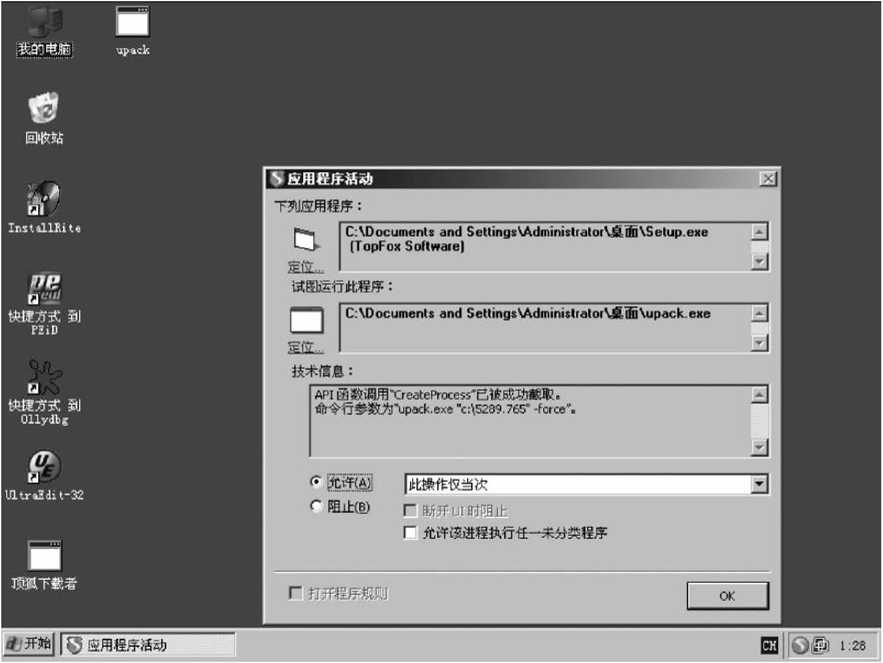 我的电脑
upack
回收站
InstallRite
快捷方式 到
PEiD
快捷方式 到
Ollydbg
UltraEdit-32
顶狐下载者
应用程序活动
下列应用程序：
C:\Documents and Settings\Administrator\桌面\Setup.exe
(TopFox Software)
定位...
试图运行此程序：
C:\Documents and Settings\Administrator\桌面\upack.exe
定位...
技术信息：
API 函数调用“CreateProcess”已被成功截取。
命令行参数为“upack.exe "c:\5289.765" -force”。
允许(A)
此操作仅当次
阻止(B)
断开 UI 时阻止
允许该进程执行任一未分类程序
打开程序规则
OK
开始
应用程序活动
CH
1:28